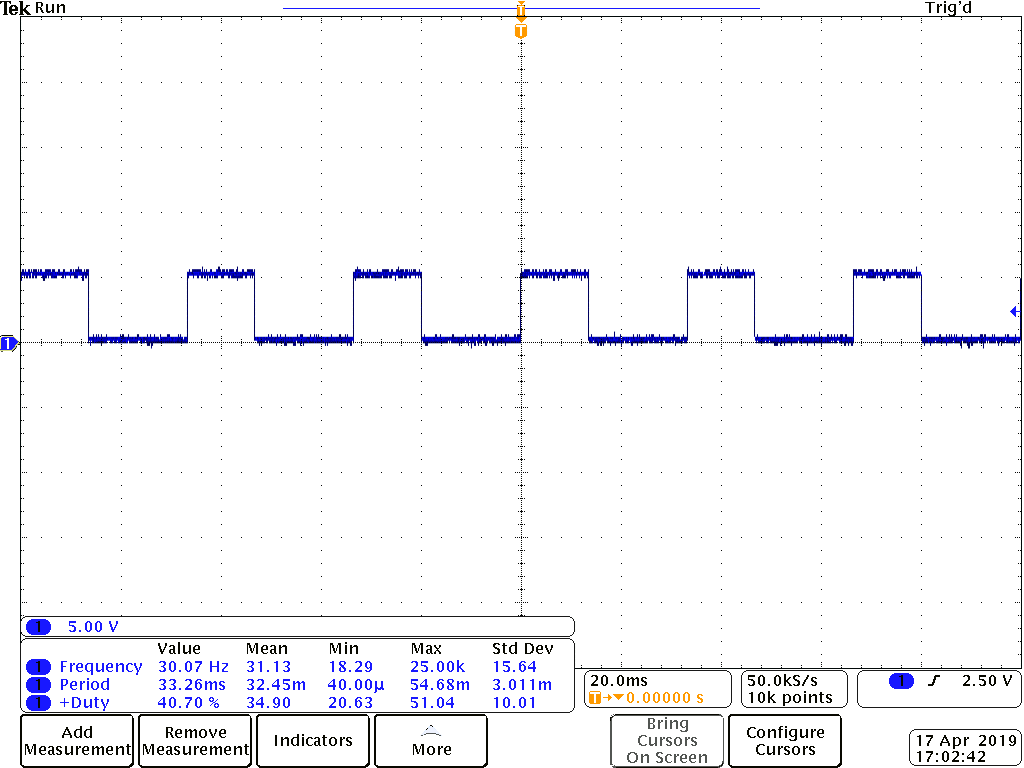 Tek Run Trig'd
T
T
1
1 5.00 V
Value Mean Min Max Std Dev
1 Frequency 30.07 Hz 31.13 18.29 25.00k 15.64
1 Period 33.26ms 32.45m 40.00µ 54.68m 3.011m
1 +Duty 40.70 % 34.90 20.63 51.04 10.01
20.0ms
T→▼0.00000 s
50.0kS/s
10k points
1 2.50 V
Add
Measurement
Remove
Measurement
Indicators
More
Bring
Cursors
On Screen
Configure
Cursors
17 Apr 2019
17:02:42